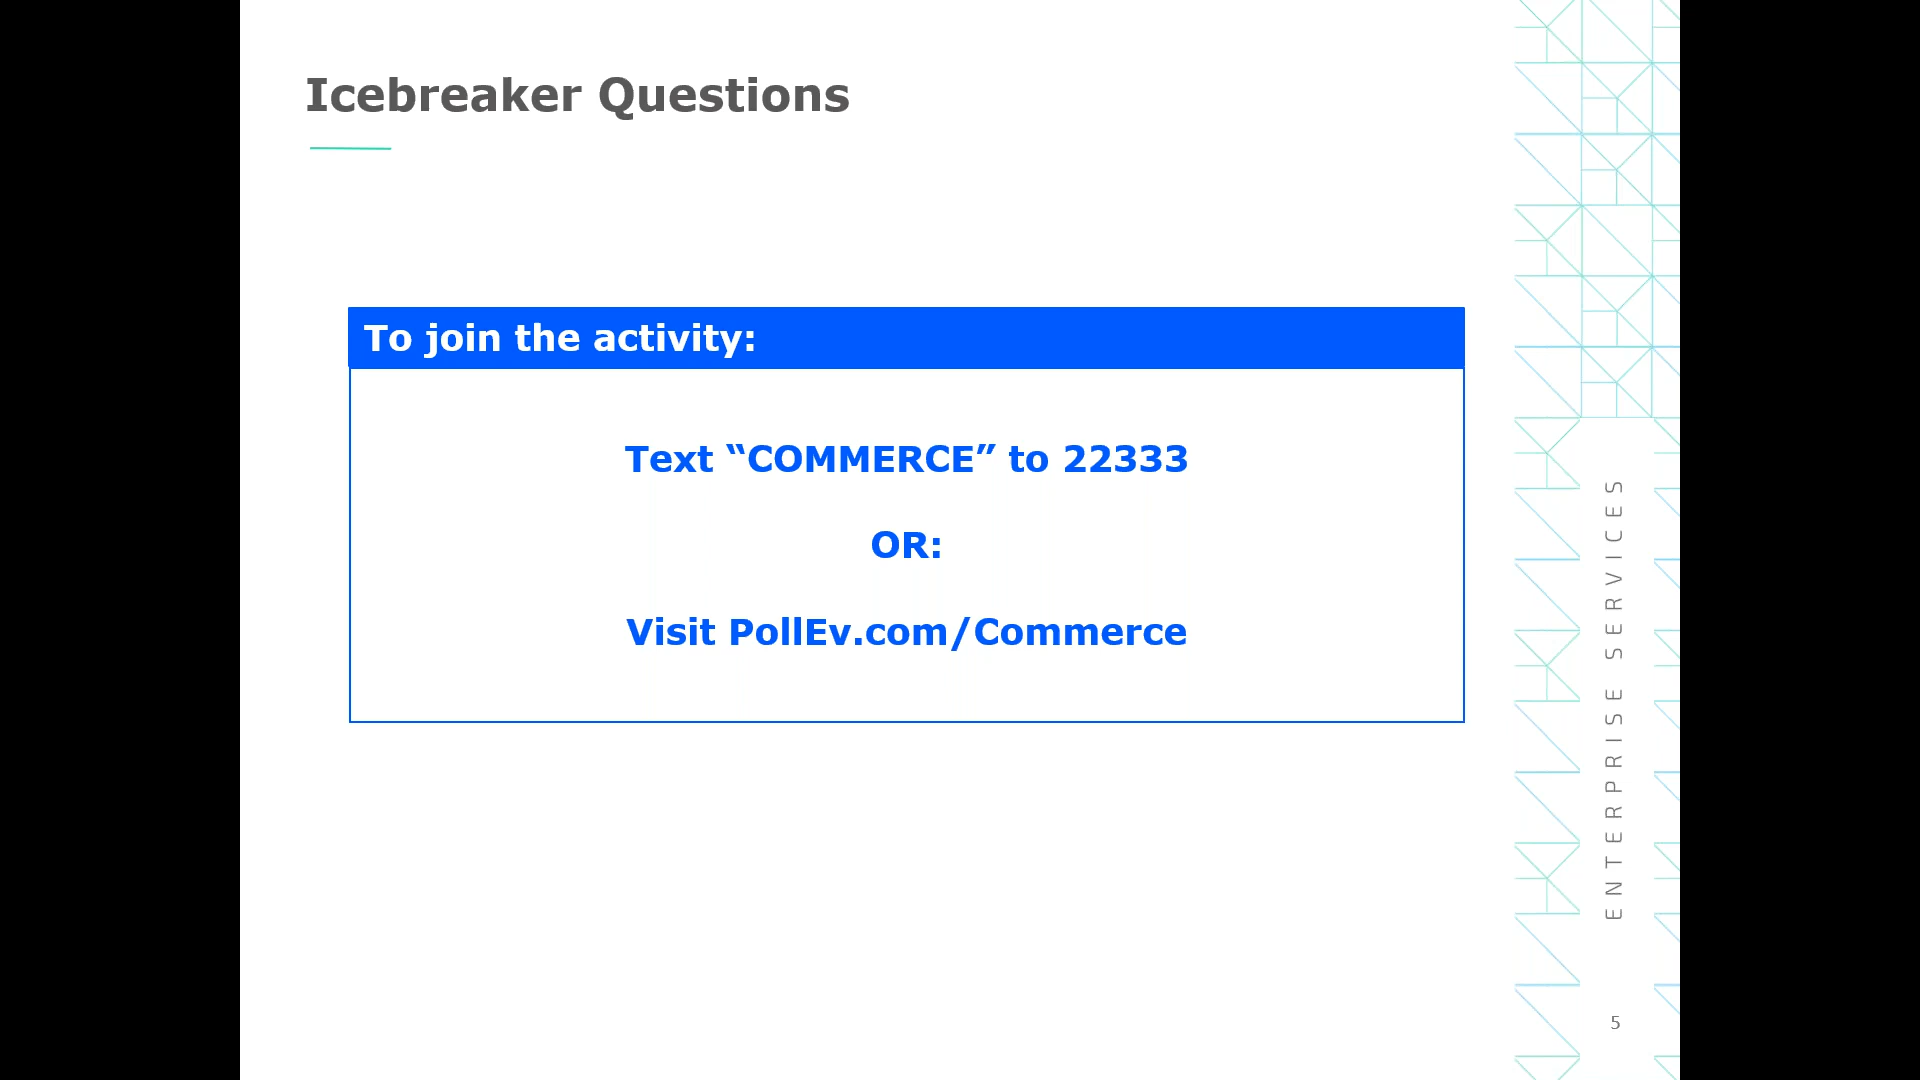 Icebreaker Questions
To join the activity:
Text “COMMERCE” to 22333
OR:
Visit PollEv.com/Commerce
ENTERPRISE SERVICES
5